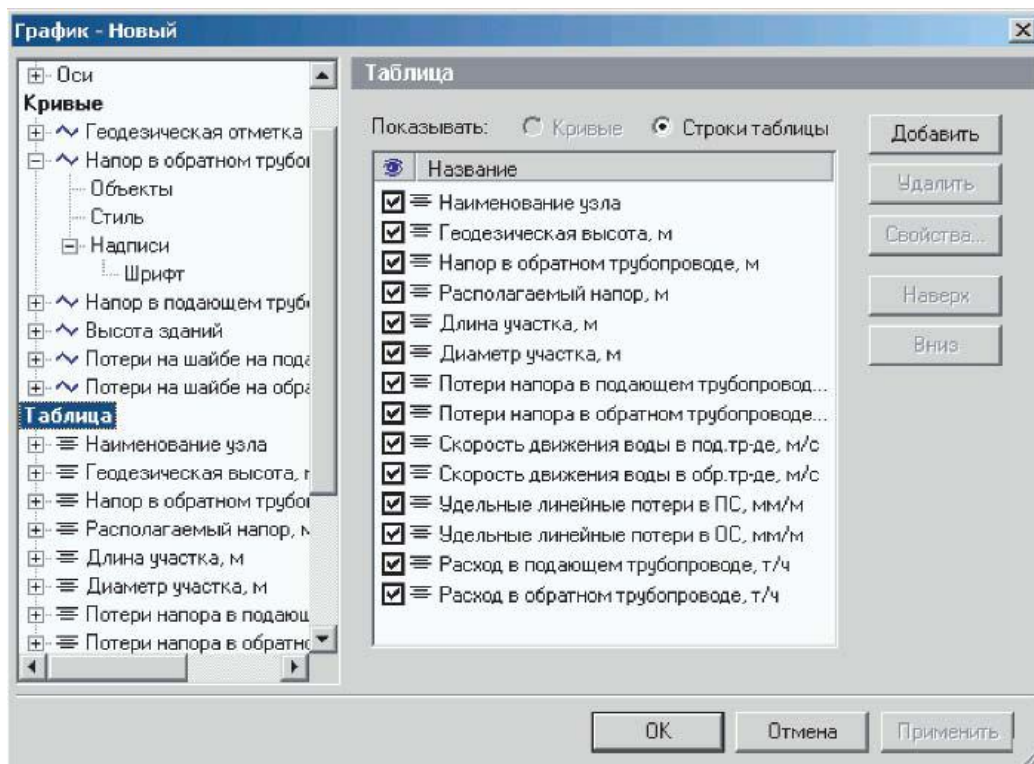 График - Новый
Оси
Кривые
Геодезическая отметка
Напор в обратном трубо
Объекты
Стиль
Надписи
Шрифт
Напор в подающем труб
Высота зданий
Потери на шайбе на пода
Потери на шайбе на обра
Таблица
Наименование узла
Геодезическая высота, м
Напор в обратном трубо
Располагаемый напор, м
Длина участка, м
Диаметр участка, м
Потери напора в подающ
Потери напора в обратно
Таблица
Показывать: Кривые Строки таблицы
Название
Наименование узла
Геодезическая высота, м
Напор в обратном трубопроводе, м
Располагаемый напор, м
Длина участка, м
Диаметр участка, м
Потери напора в подающем трубопровод...
Потери напора в обратном трубопроводе...
Скорость движения воды в под.тр-де, м/с
Скорость движения воды в обр.тр-де, м/с
Удельные линейные потери в ПС, мм/м
Удельные линейные потери в ОС, мм/м
Расход в подающем трубопроводе, т/ч
Расход в обратном трубопроводе, т/ч
Добавить
Удалить
Свойства...
Наверх
Вниз
ОК
Отмена
Применить